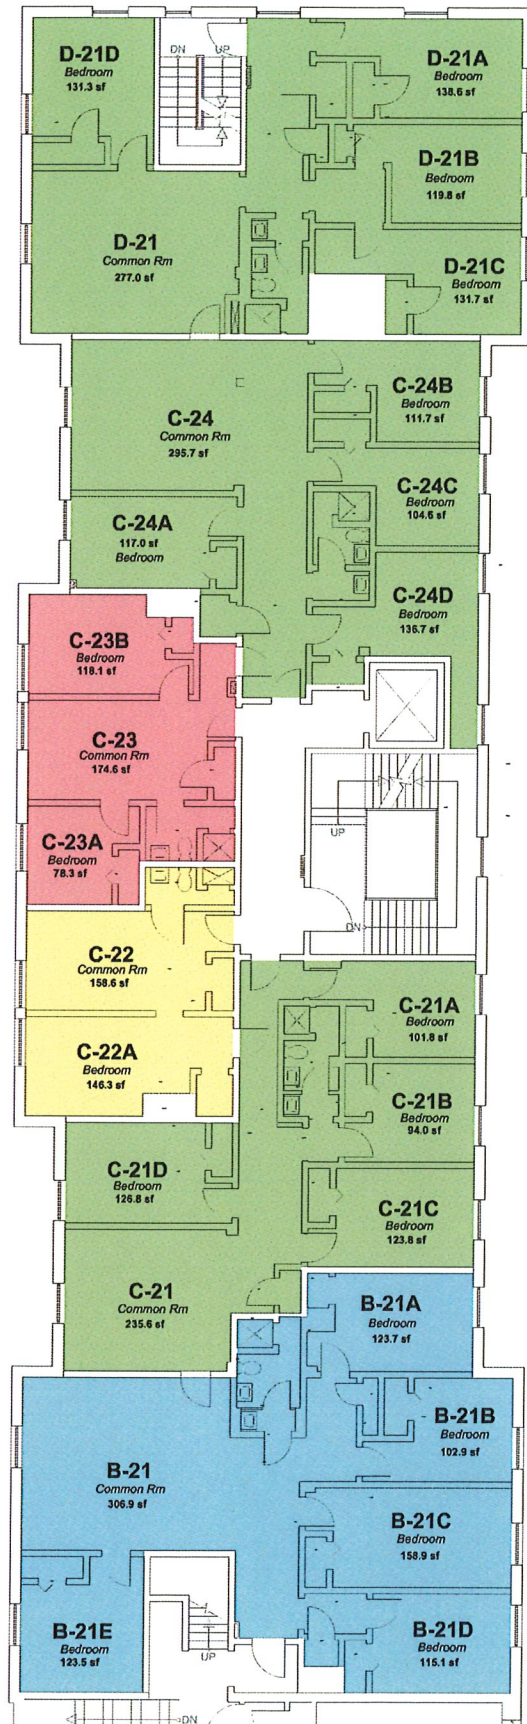 D-21D
Bedroom
131.3 sf
DN
UP
D-21A
Bedroom
138.6 sf
D-21B
Bedroom
119.8 sf
D-21
Common Rm
277.0 sf
D-21C
Bedroom
131.7 sf
C-24
Common Rm
295.7 sf
C-24B
Bedroom
111.7 sf
C-24C
Bedroom
104.6 sf
C-24A
117.0 sf
Bedroom
C-24D
Bedroom
136.7 sf
C-23B
Bedroom
118.1 sf
C-23
Common Rm
174.6 sf
C-23A
Bedroom
78.3 sf
UP
DN
C-22
Common Rm
158.6 sf
C-22A
Bedroom
146.3 sf
C-21A
Bedroom
101.8 sf
C-21B
Bedroom
94.0 sf
C-21D
Bedroom
126.8 sf
C-21C
Bedroom
123.8 sf
C-21
Common Rm
235.6 sf
B-21A
Bedroom
123.7 sf
B-21B
Bedroom
102.9 sf
B-21
Common Rm
306.9 sf
B-21C
Bedroom
158.9 sf
B-21E
Bedroom
123.5 sf
UP
B-21D
Bedroom
115.1 sf
DN